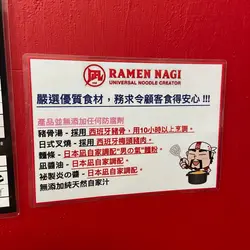 凪
RAMEN NAGI
UNIVERSAL NOODLE CREATOR
嚴選優質食材，務求令顧客食得安心 !!!
產品並無添加任何防腐劑
豬骨湯 - 採用 西班牙豬骨，用10小時以上烹調。
日式叉燒 - 採用 西班牙梅頭豬肉。
麵條 - 日本凪自家調配"男の氣"麵粉。
凪醬油 - 日本凪自家調配。
祕製炎の醬 - 日本凪自家調配。
無添加純天然自家汁